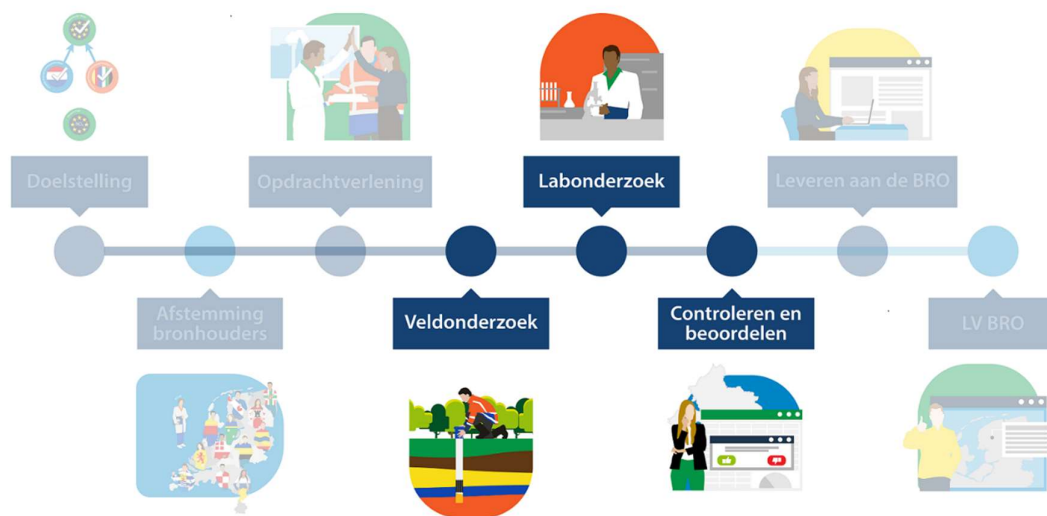 Doelstelling
Opdrachtverlening
Labonderzoek
Leveren aan de BRO
Afstemming
bronhouders
Veldonderzoek
Controleren en
beoordelen
LV BRO